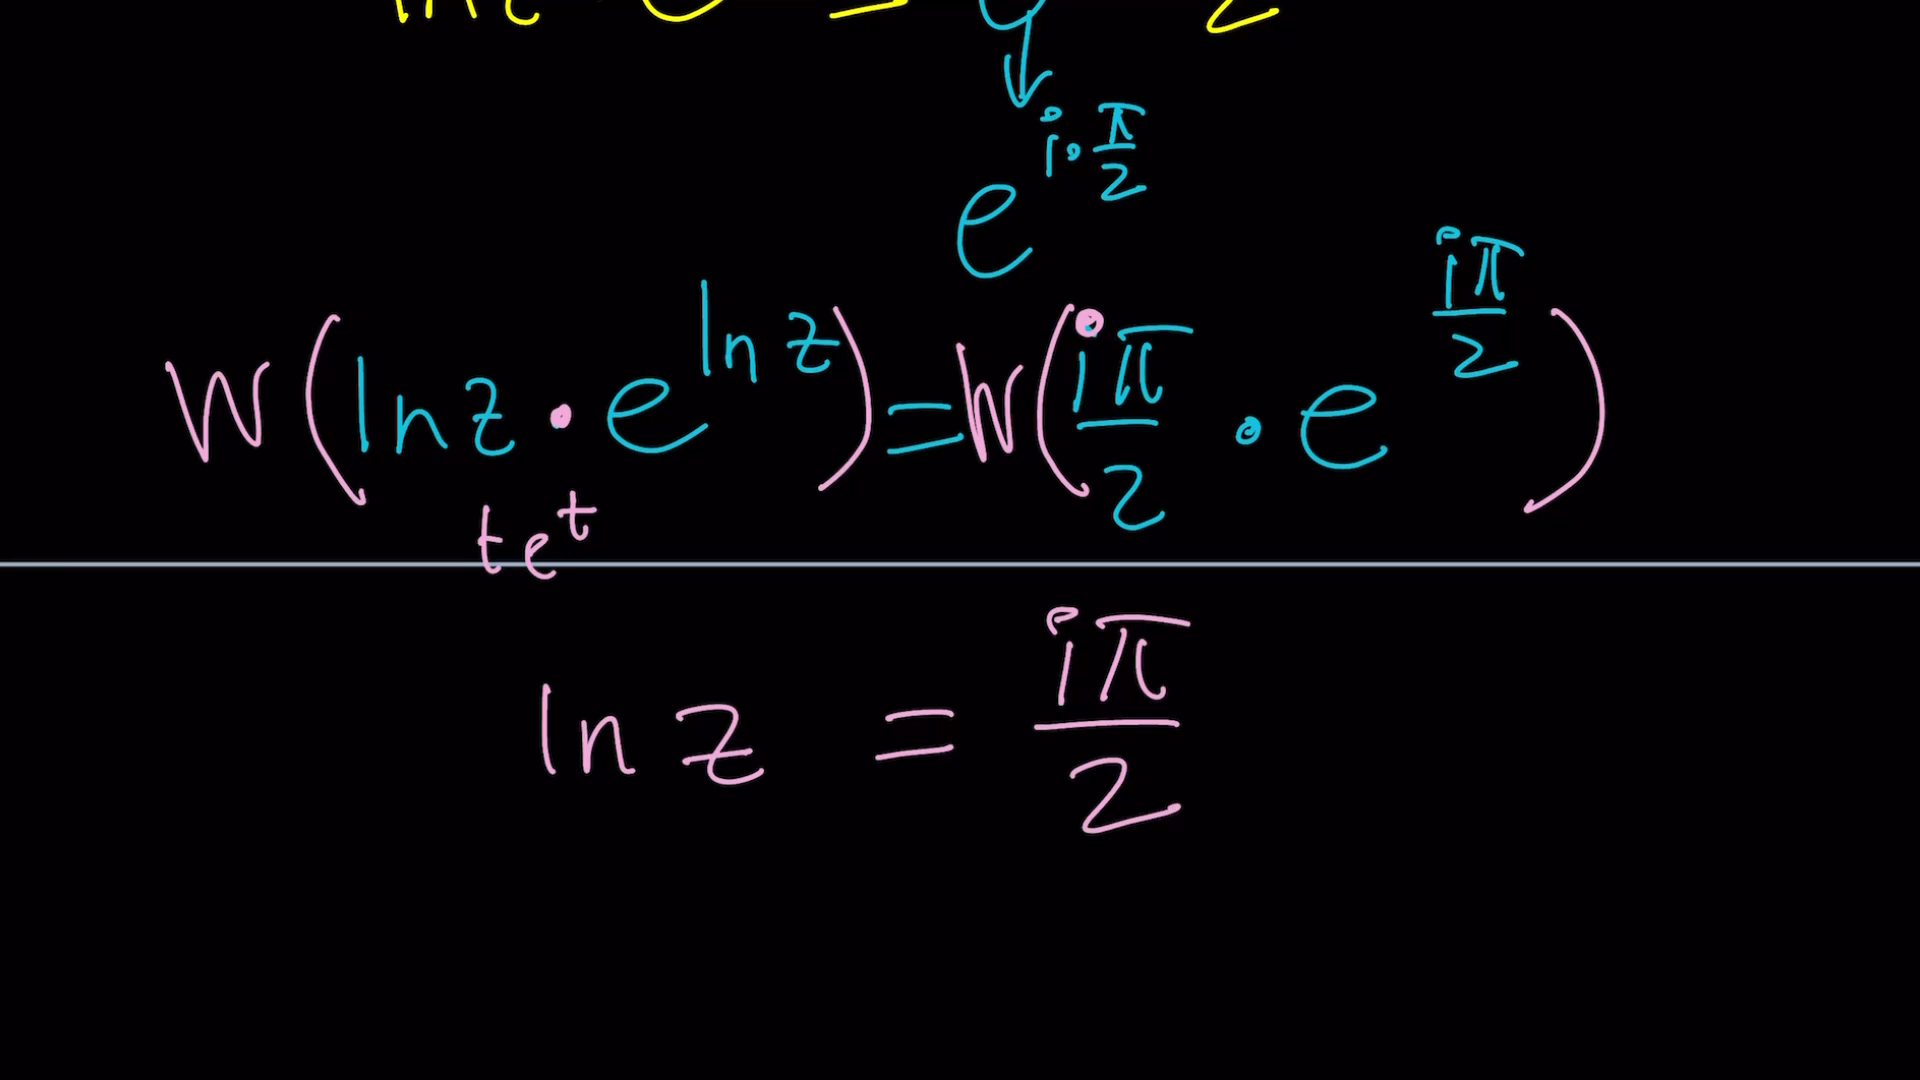 e^{i·π/2}
W(ln z · e^{ln z}) = W(iπ/2 · e^{iπ/2})
te^t
ln z = iπ/2